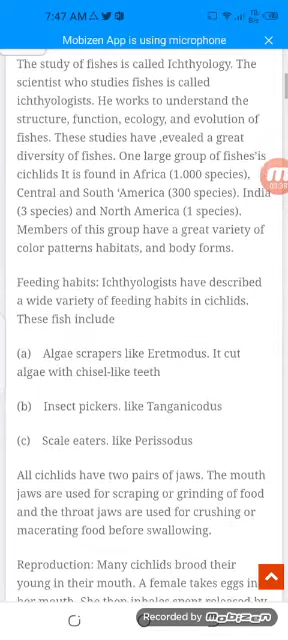 7:47 AM
Mobizen App is using microphone
The study of fishes is called Ichthyology. The
scientist who studies fishes is called
ichthyologists. He works to understand the
structure, function, ecology, and evolution of
fishes. These studies have ,evealed a great
diversity of fishes. One large group of fishes'is
cichlids It is found in Africa (1.000 species),
Central and South 'America (300 species). India
(3 species) and North America (1 species).
Members of this group have a great variety of
color patterns habitats, and body forms.
Feeding habits: Ichthyologists have described
a wide variety of feeding habits in cichlids.
These fish include
(a) Algae scrapers like Eretmodus. It cut
algae with chisel-like teeth
(b) Insect pickers. like Tanganicodus
(c) Scale eaters. like Perissodus
All cichlids have two pairs of jaws. The mouth
jaws are used for scraping or grinding of food
and the throat jaws are used for crushing or
macerating food before swallowing.
Reproduction: Many cichlids brood their
young in their mouth. A female takes eggs in
her mouth. She then inhales spent released by
Recorded by mobizen